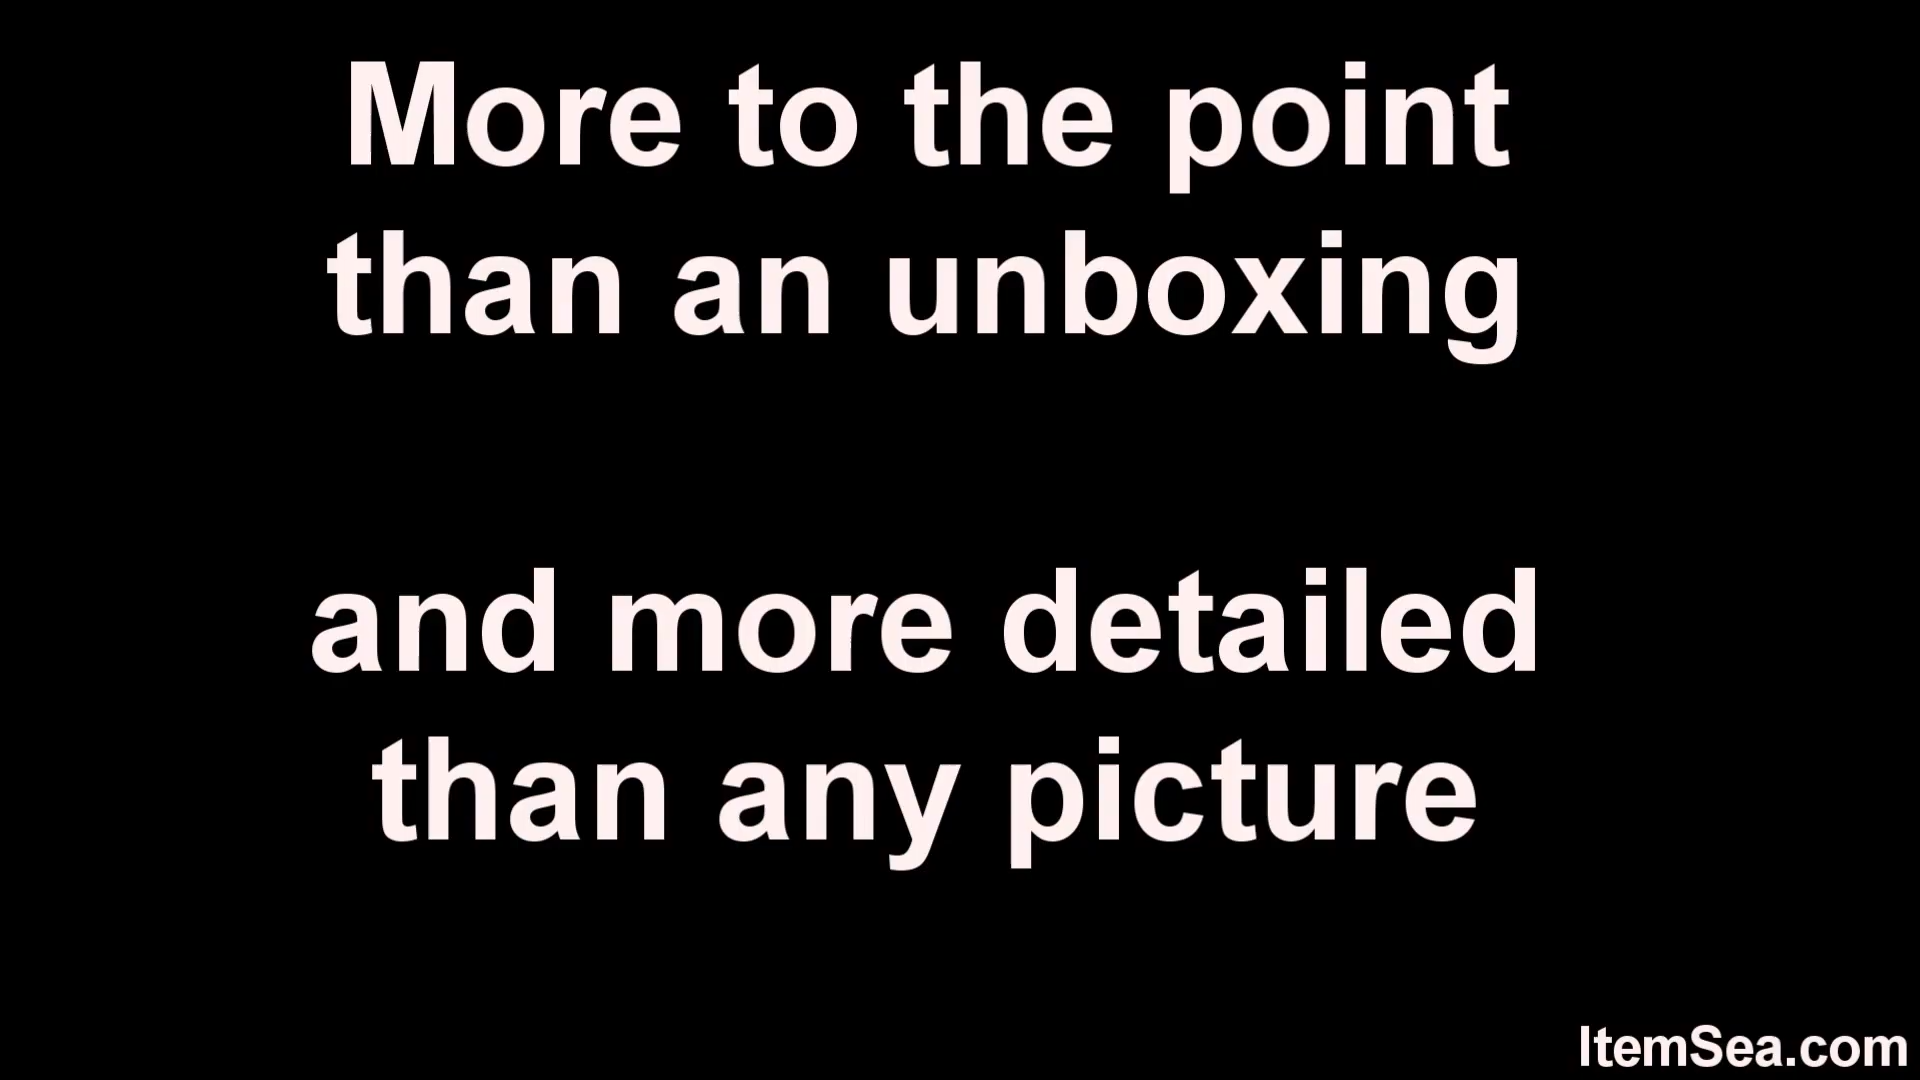 More to the point
than an unboxing
and more detailed
than any picture
ItemSea.com